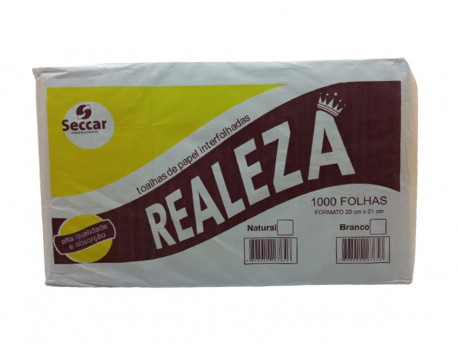 Seccar
toalhas de papel interfolhadas
REALEZA
1000 FOLHAS
FORMATO 20 cm x 21 cm
Natural
Branco
alta qualidade
e absorção